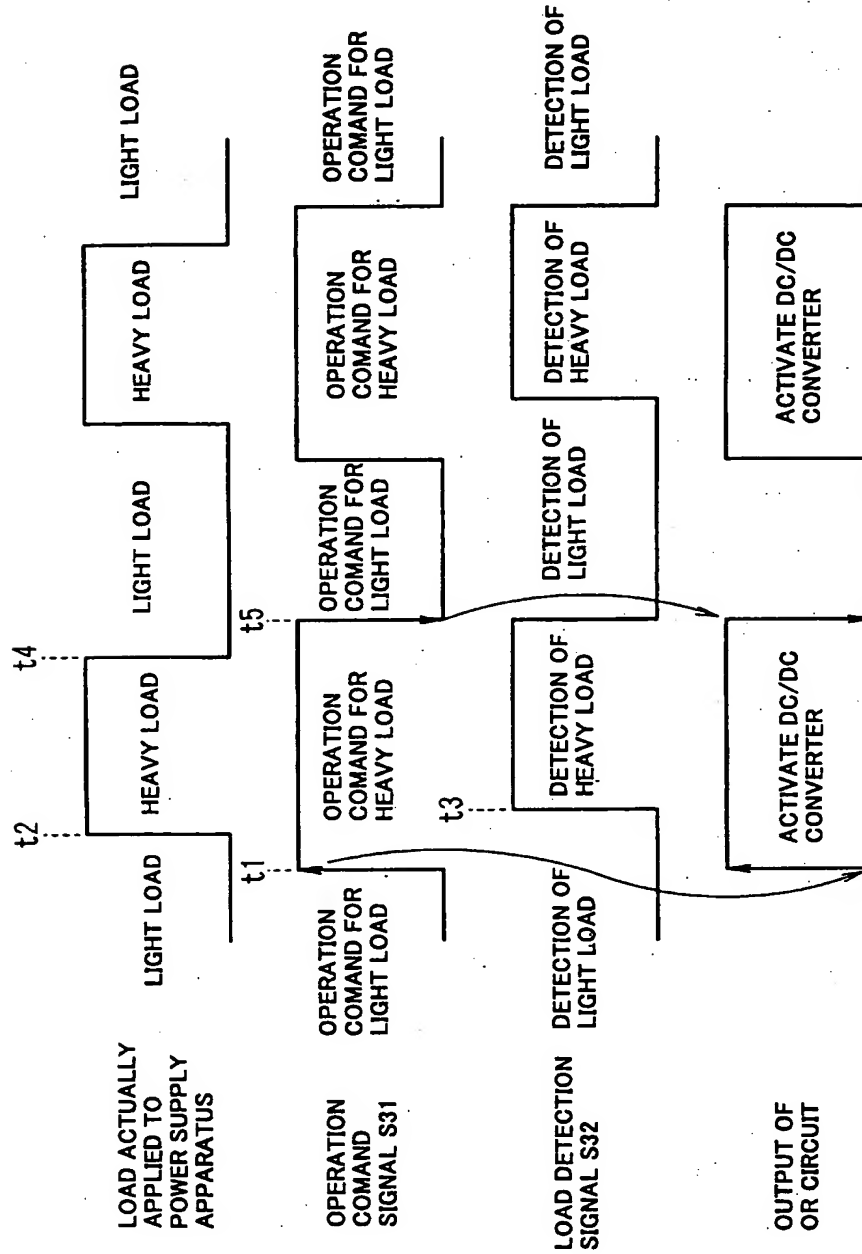 LOAD ACTUALLY
APPLIED TO
POWER SUPPLY
APPARATUS
t2
t4
LIGHT LOAD
HEAVY LOAD
LIGHT LOAD
HEAVY LOAD
LIGHT LOAD
OPERATION
COMAND
SIGNAL S31
t1
t5
OPERATION
COMAND FOR
LIGHT LOAD
OPERATION
COMAND FOR
HEAVY LOAD
OPERATION
COMAND FOR
LIGHT LOAD
OPERATION
COMAND FOR
HEAVY LOAD
OPERATION
COMAND FOR
LIGHT LOAD
LOAD DETECTION
SIGNAL S32
t3
DETECTION OF
LIGHT LOAD
DETECTION OF
HEAVY LOAD
DETECTION OF
LIGHT LOAD
DETECTION OF
HEAVY LOAD
DETECTION OF
LIGHT LOAD
OUTPUT OF
OR CIRCUIT
ACTIVATE DC/DC
CONVERTER
ACTIVATE DC/DC
CONVERTER